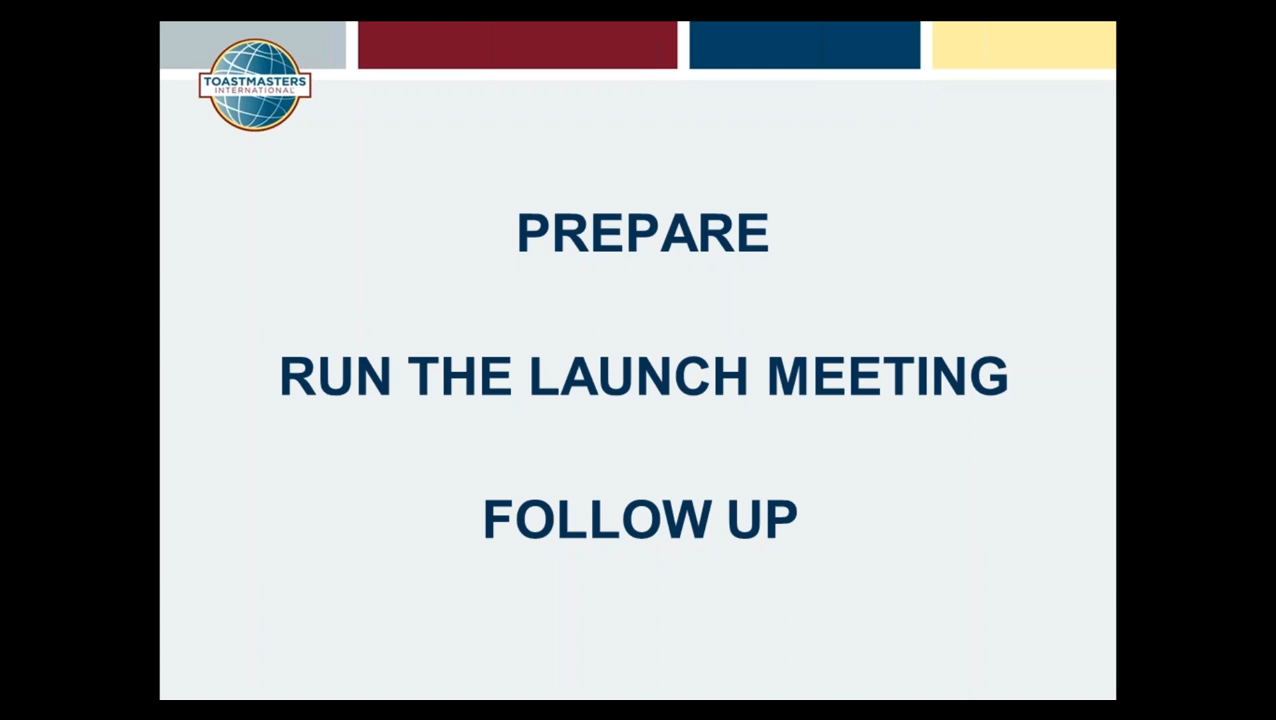 TOASTMASTERS
INTERNATIONAL
PREPARE
RUN THE LAUNCH MEETING
FOLLOW UP